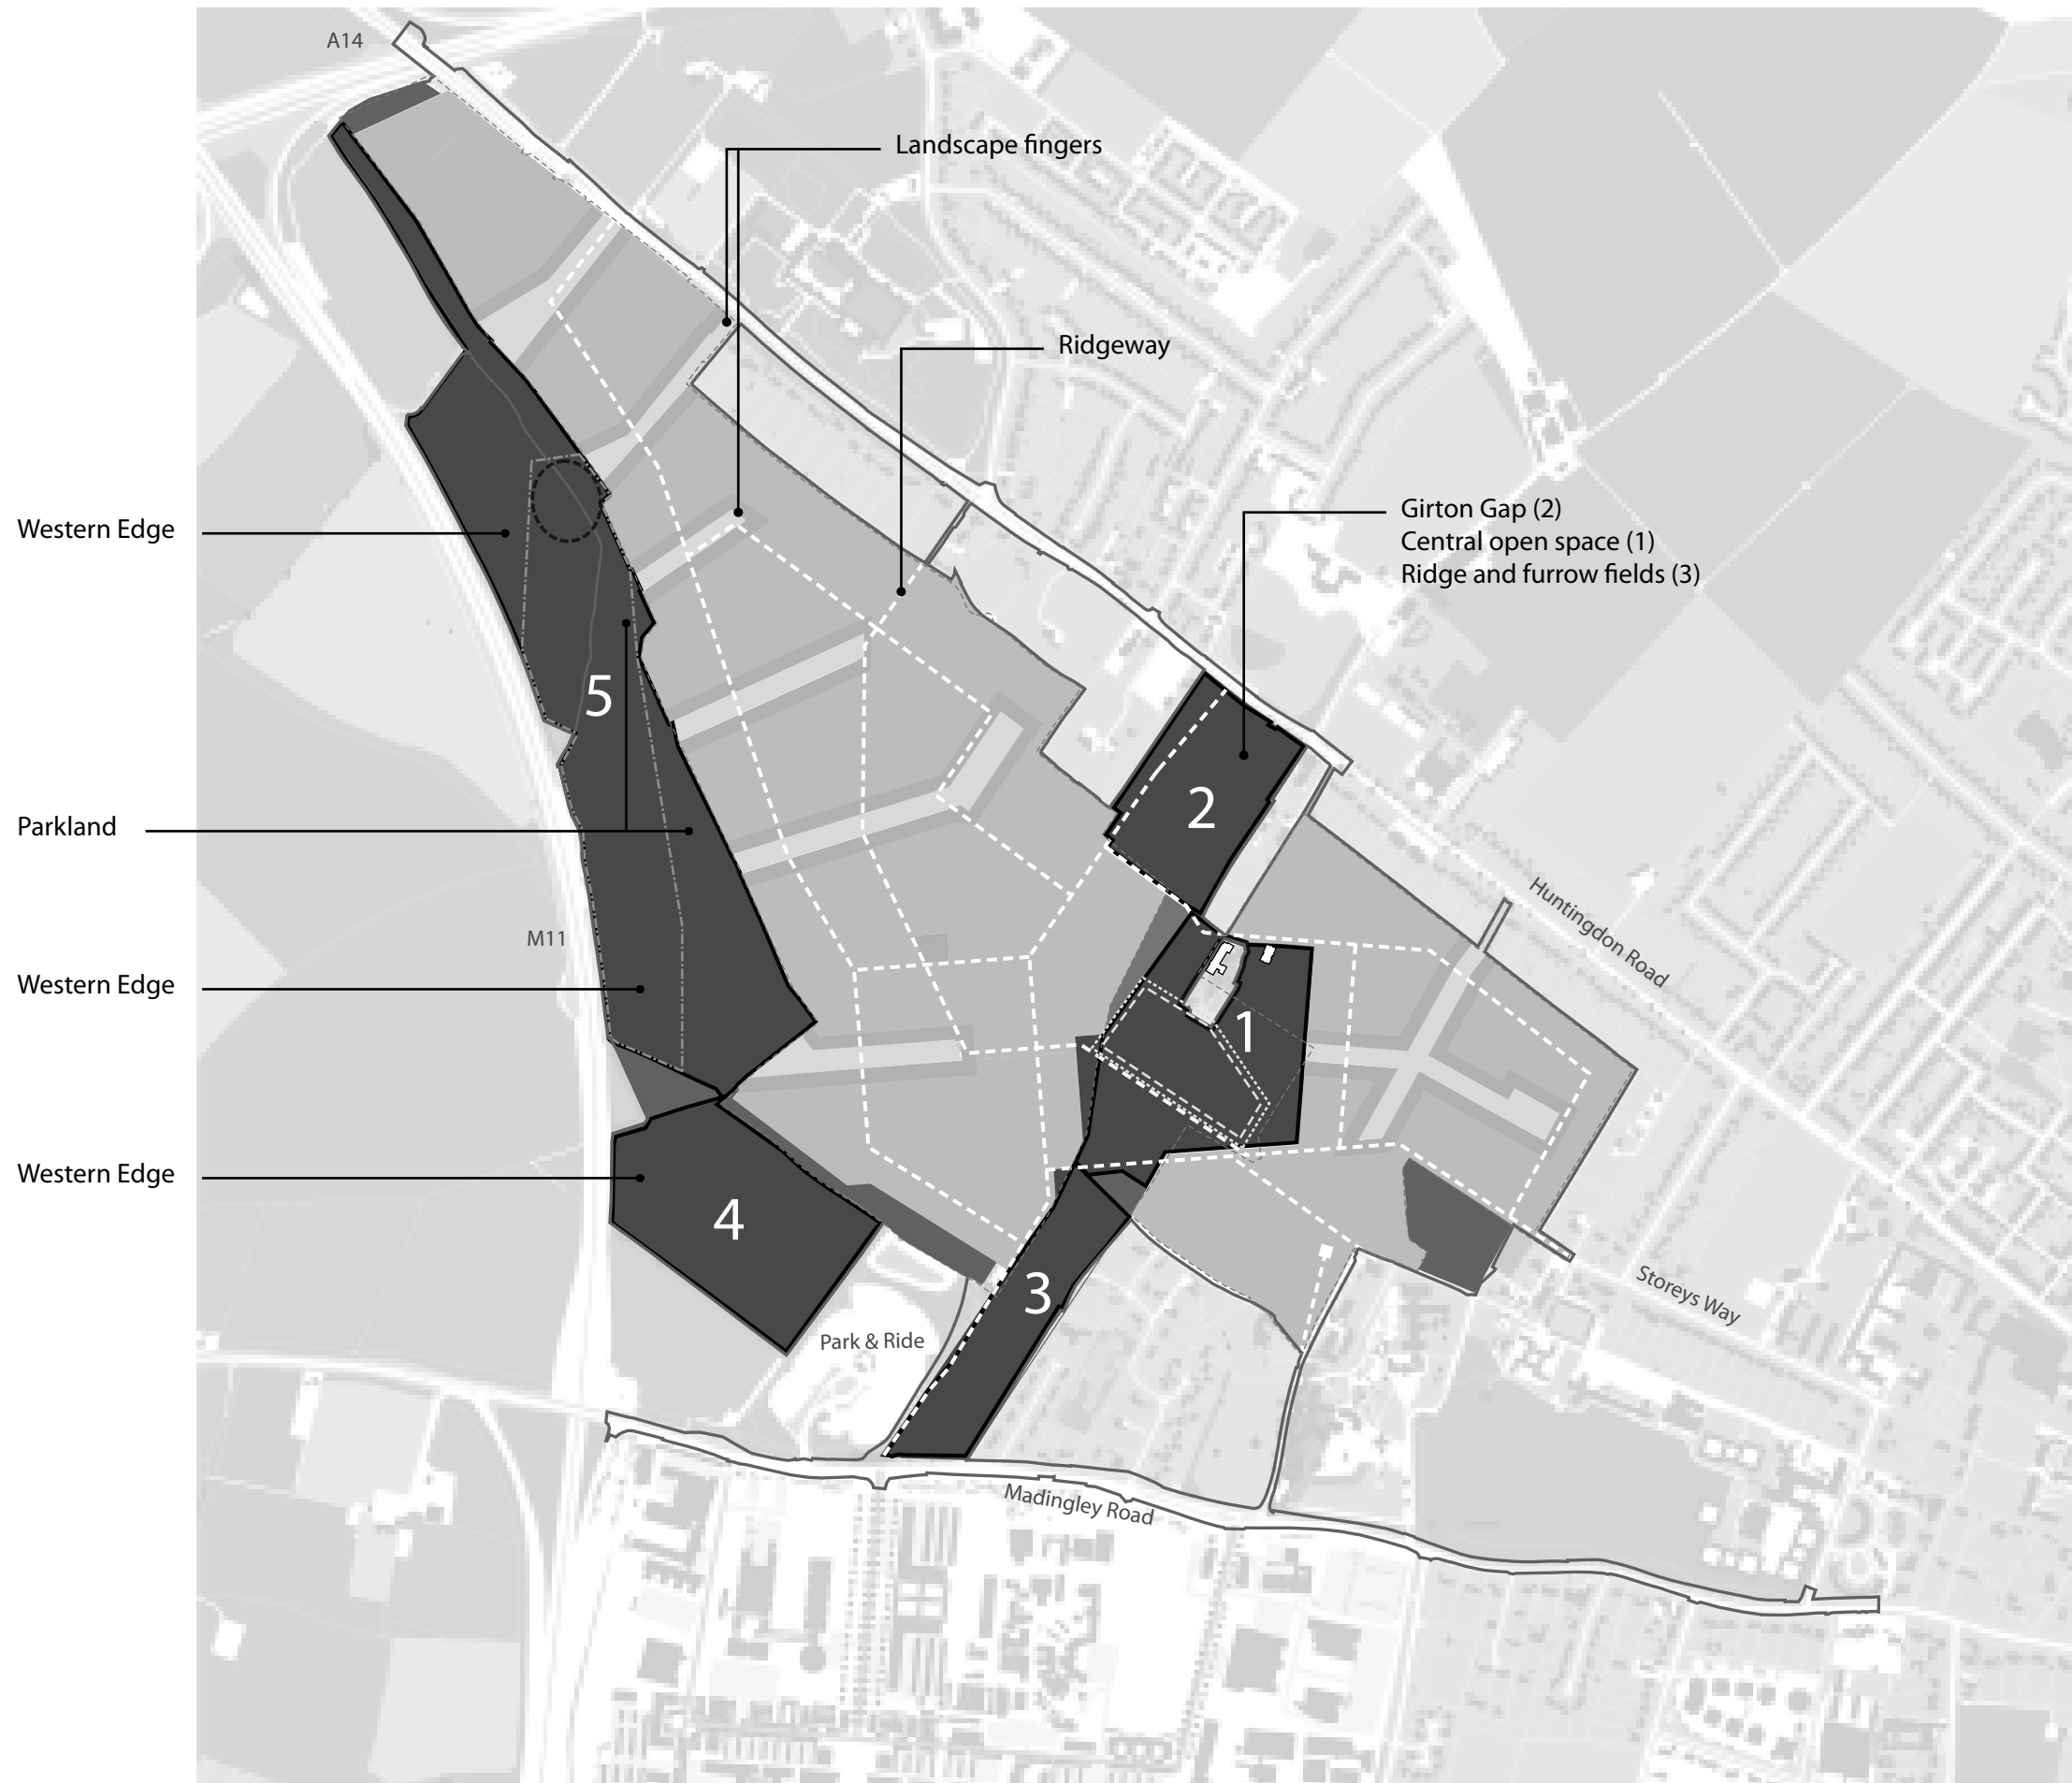 A14
Landscape fingers
Ridgeway
Girton Gap (2)
Central open space (1)
Ridge and furrow fields (3)
Western Edge
5
2
Parkland
Huntingdon Road
M11
Western Edge
1
Western Edge
4
3
Storeys Way
Park & Ride
Madingley Road